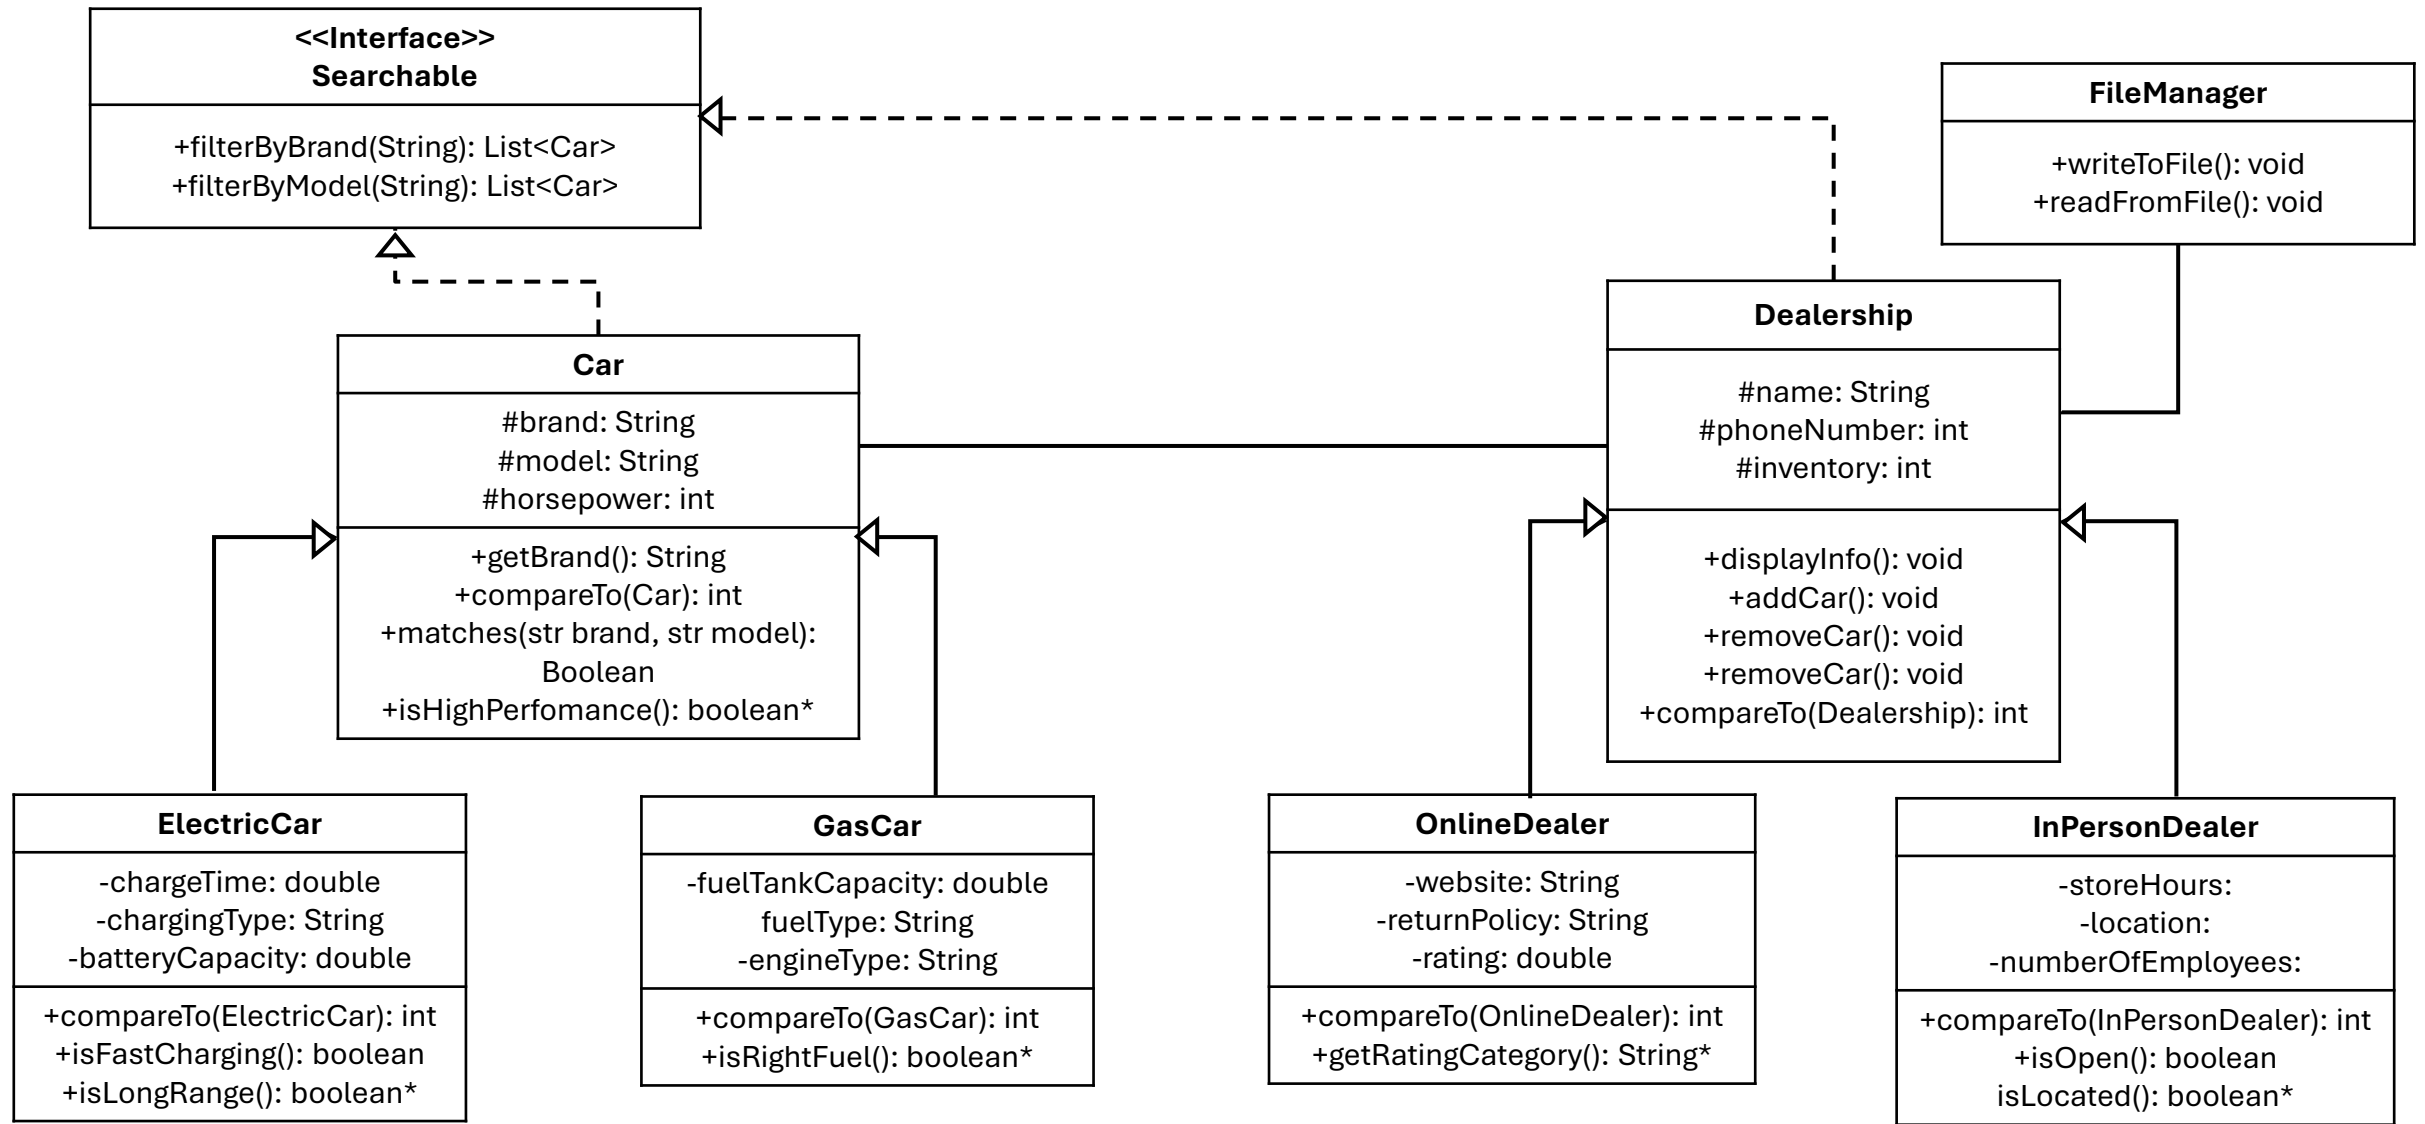 <<Interface>>
Searchable
+filterByBrand(String): List<Car>
+filterByModel(String): List<Car>
FileManager
+writeToFile(): void
+readFromFile(): void
Car
#brand: String
#model: String
#horsepower: int
+getBrand(): String
+compareTo(Car): int
+matches(str brand, str model):
Boolean
+isHighPerfomance(): boolean*
Dealership
#name: String
#phoneNumber: int
#inventory: int
+displayInfo(): void
+addCar(): void
+removeCar(): void
+removeCar(): void
+compareTo(Dealership): int
ElectricCar
-chargeTime: double
-chargingType: String
-batteryCapacity: double
+compareTo(ElectricCar): int
+isFastCharging(): boolean
+isLongRange(): boolean*
GasCar
-fuelTankCapacity: double
fuelType: String
-engineType: String
+compareTo(GasCar): int
+isRightFuel(): boolean*
OnlineDealer
-website: String
-returnPolicy: String
-rating: double
+compareTo(OnlineDealer): int
+getRatingCategory(): String*
InPersonDealer
-storeHours:
-location:
-numberOfEmployees:
+compareTo(InPersonDealer): int
+isOpen(): boolean
isLocated(): boolean*